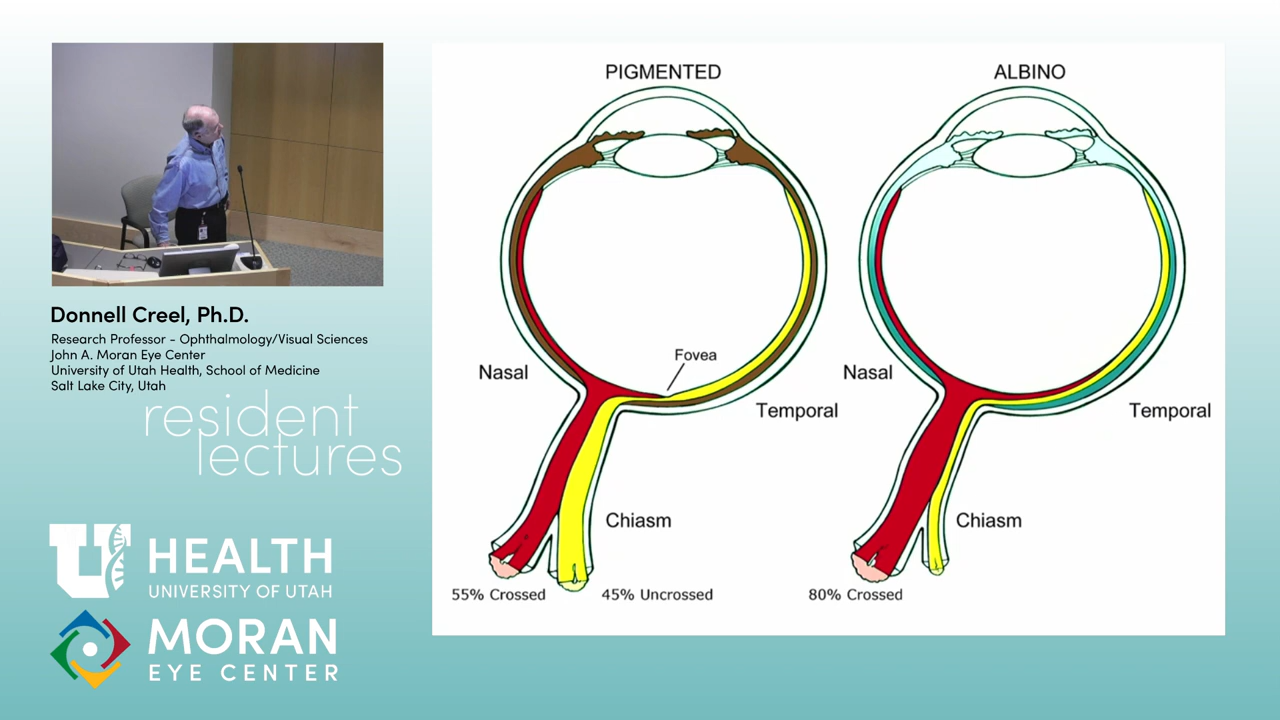 Donnell Creel, Ph.D.
Research Professor - Ophthalmology/Visual Sciences
John A. Moran Eye Center
University of Utah Health, School of Medicine
Salt Lake City, Utah
resident
lectures
U HEALTH
UNIVERSITY OF UTAH
MORAN
EYE CENTER
PIGMENTED
Fovea
Nasal
Temporal
Chiasm
55% Crossed
45% Uncrossed
ALBINO
Nasal
Temporal
Chiasm
80% Crossed